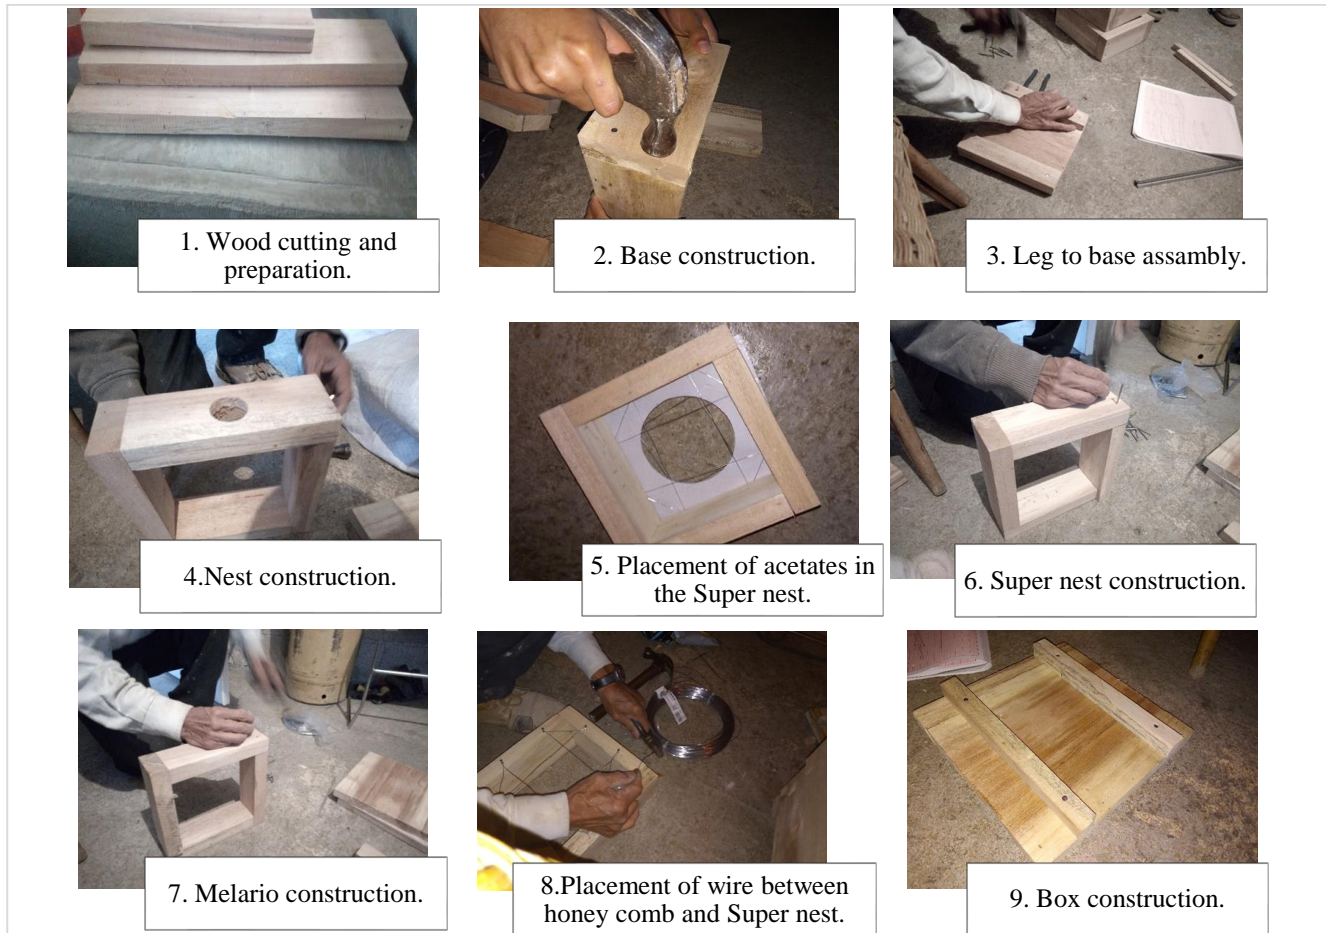 1. Wood cutting and
preparation.
2. Base construction.
3. Leg to base assambly.
4.Nest construction.
5. Placement of acetates in
the Super nest.
6. Super nest construction.
7. Melario construction.
8.Placement of wire between
honey comb and Super nest.
9. Box construction.